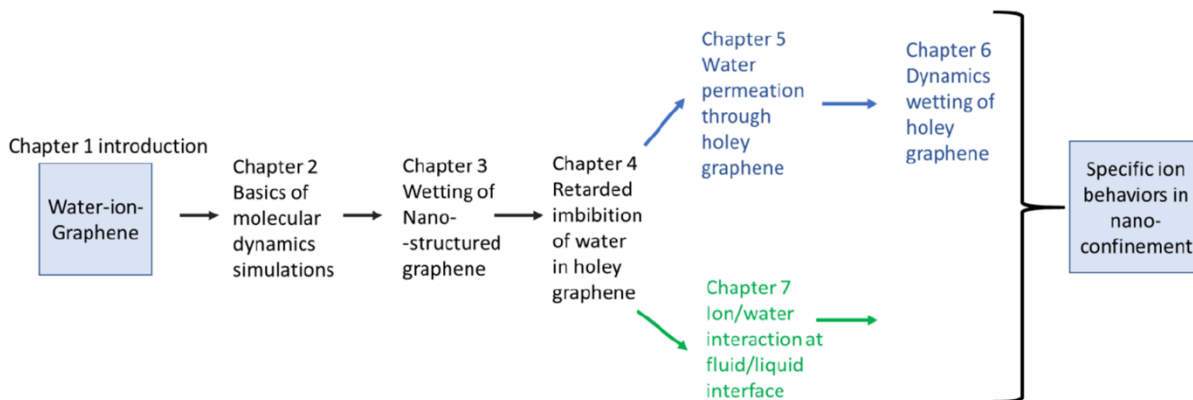 Chapter 1 introduction
Water-ion-
Graphene
Chapter 2
Basics of
molecular
dynamics
simulations
Chapter 3
Wetting of
Nano-
-structured
graphene
Chapter 4
Retarded
imbibition
of water
in holey
graphene
Chapter 5
Water
permeation
through
holey
graphene
Chapter 6
Dynamics
wetting of
holey
graphene
Chapter 7
Ion/water
interaction at
fluid/liquid
interface
Specific ion
behaviors in
nano-
confinement